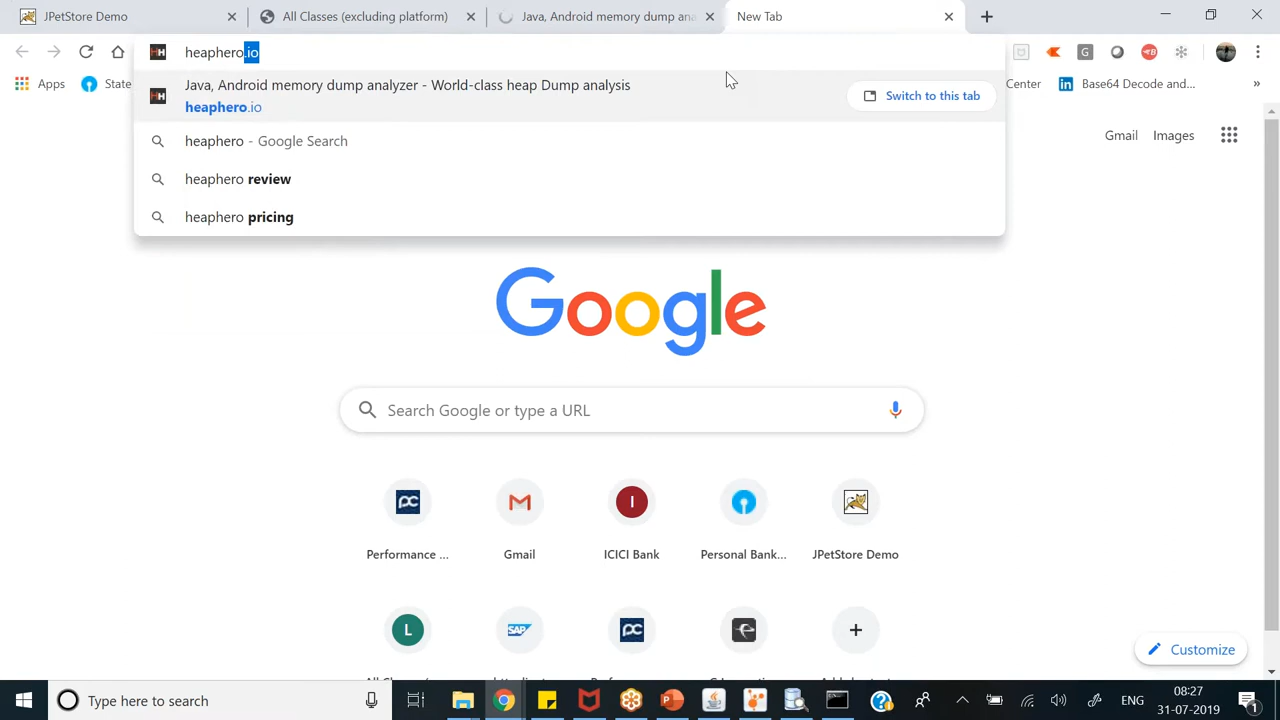 JPetStore Demo
All Classes (excluding platform)
Java, Android memory dump ana
New Tab
heaphero.io
Java, Android memory dump analyzer - World-class heap Dump analysis
heaphero.io
Switch to this tab
heaphero - Google Search
heaphero review
heaphero pricing
Apps
State
Center
Base64 Decode and...
»
Gmail
Images
Google
Search Google or type a URL
Performance ...
Gmail
ICICI Bank
Personal Bank...
JPetStore Demo
Customize
Type here to search
ENG
08:27
31-07-2019